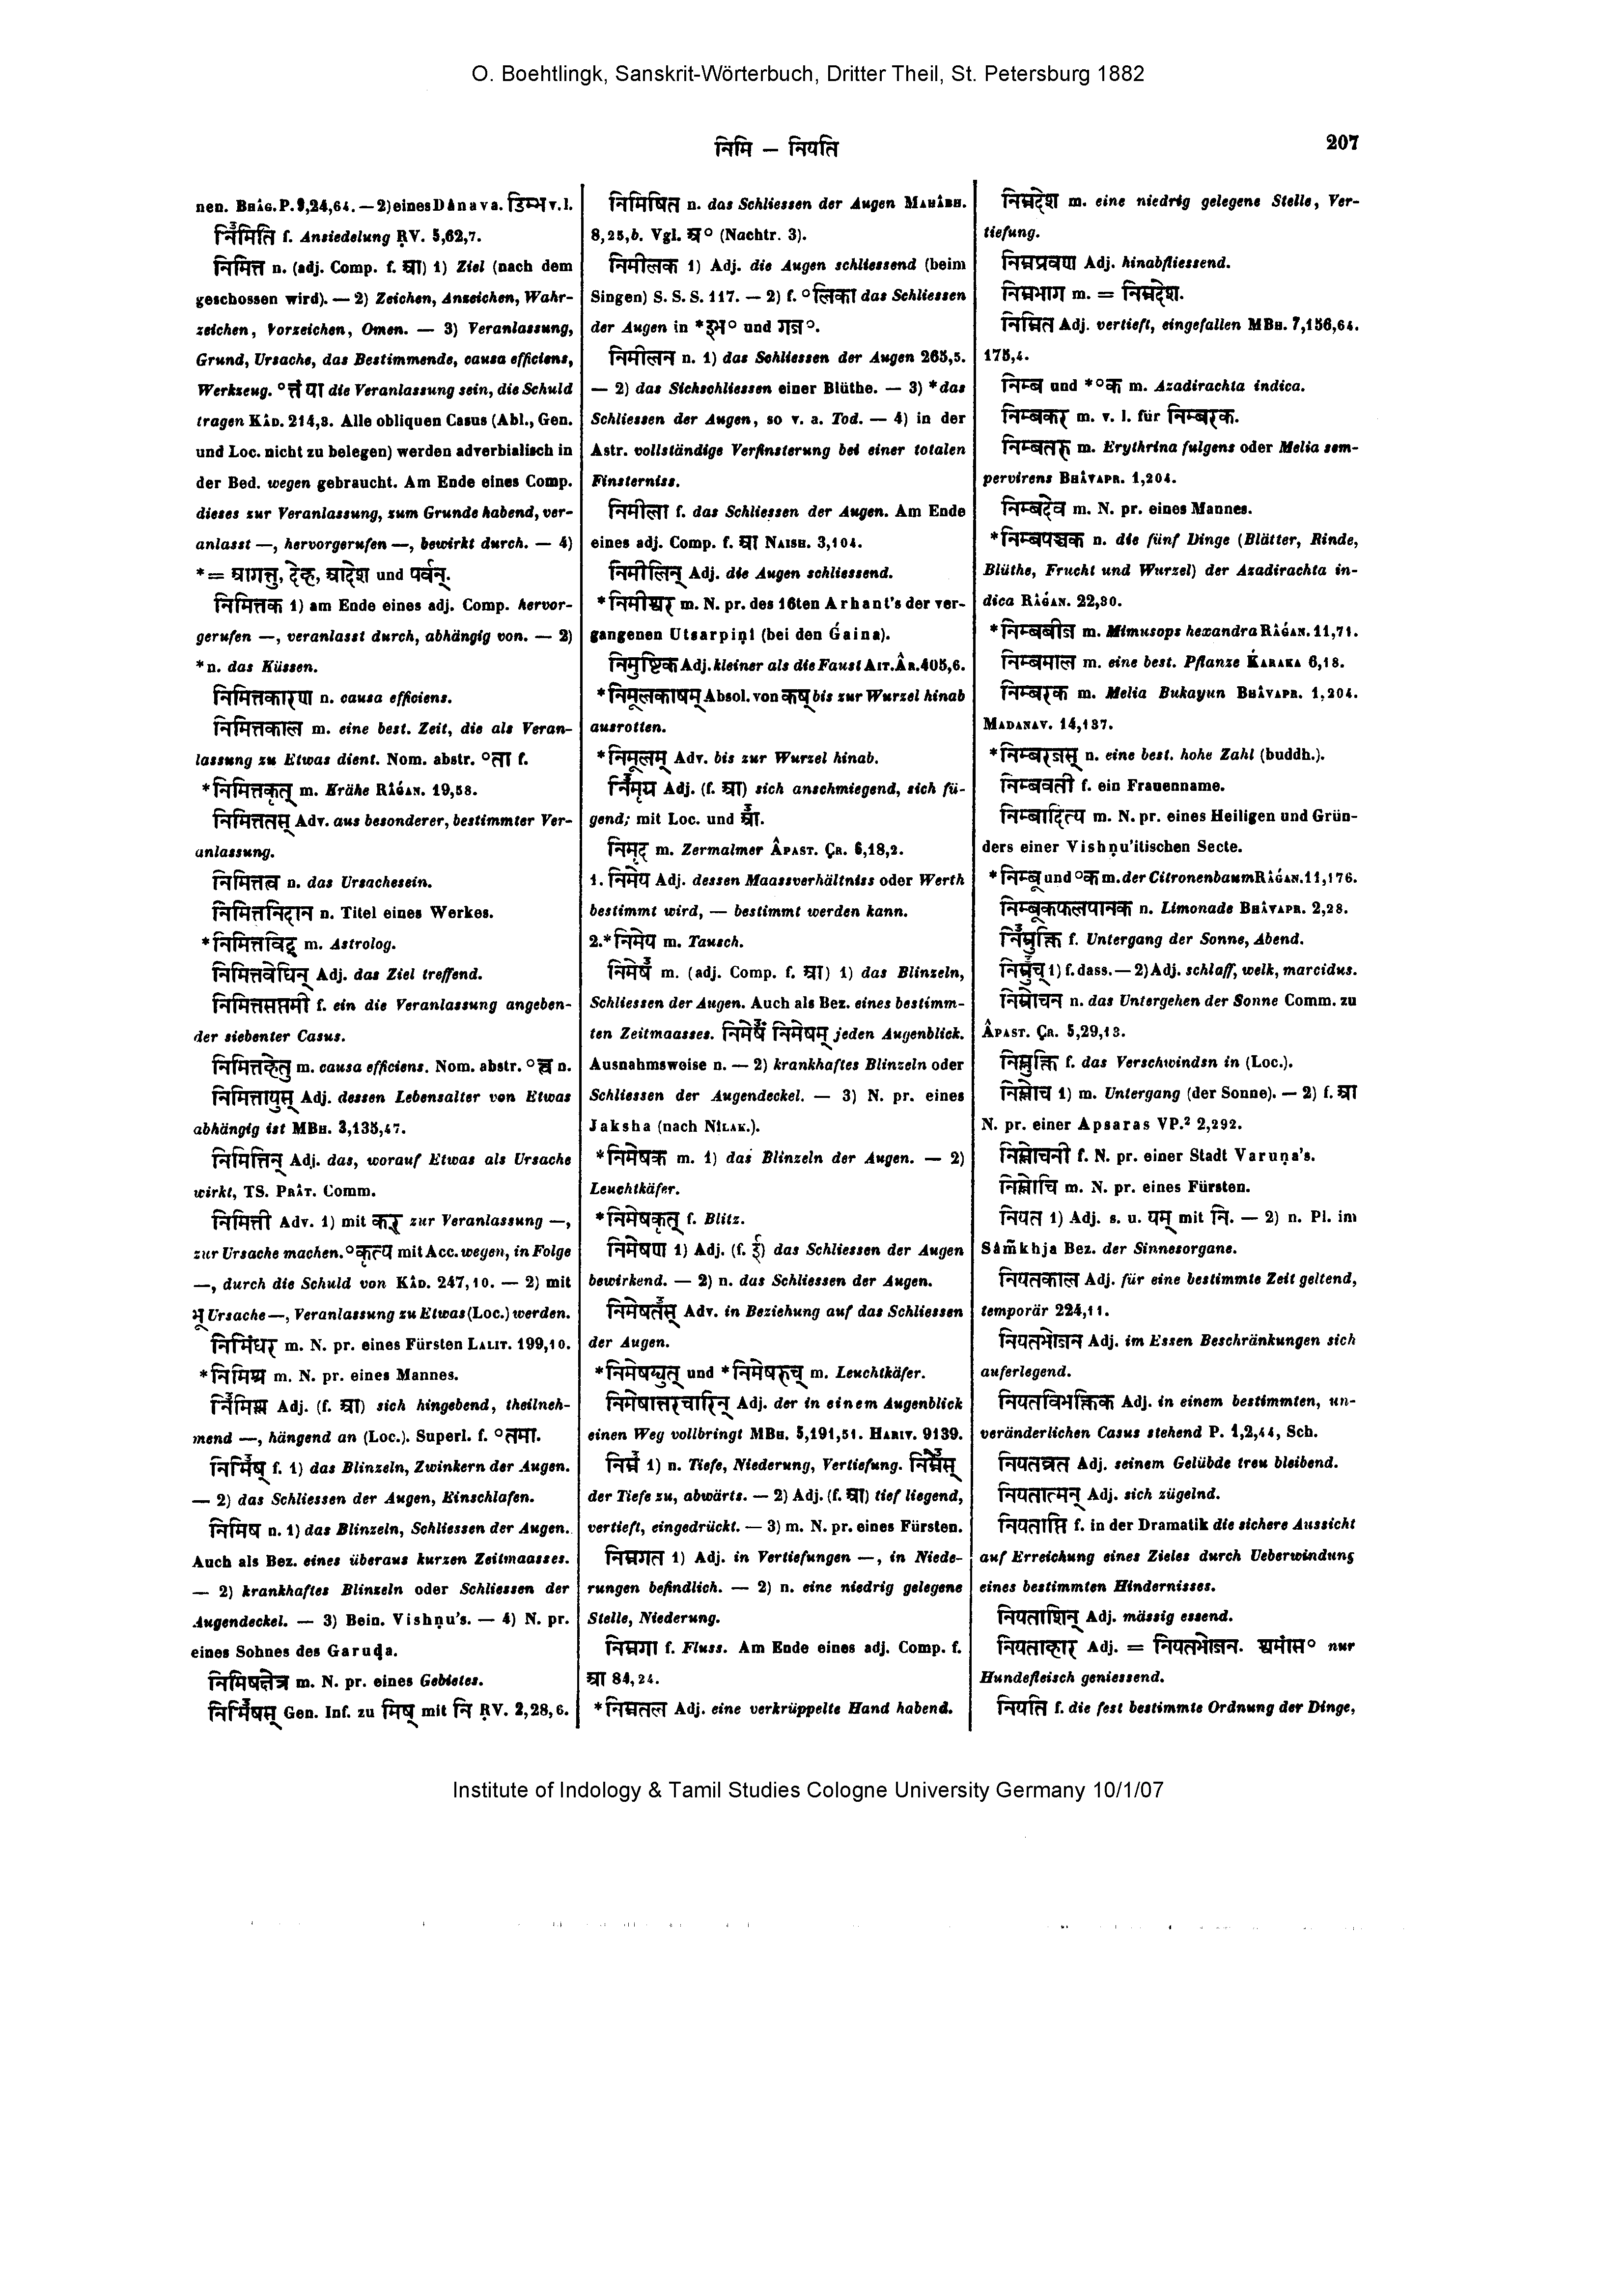 O. Boehtlingk, Sanskrit-Wörterbuch, Dritter Theil, St. Petersburg 1882
निमि – नियति
207
nen. BHÂG. P. 9,24,64. — 2) eines Dânava. डिम्भ v. l.
निमिति f. Ansiedelung ṚV. 5,62,7.
निमित्त n. (adj. Comp. f. आ) 1) Ziel (nach dem
geschossen wird). — 2) Zeichen, Anzeichen, Wahr-
zeichen, Vorzeichen, Omen. — 3) Veranlassung,
Grund, Ursache, das Bestimmende, causa efficiens,
Werkzeug. °त्तं या die Veranlassung sein, die Schuld
tragen KÂD. 214,3. Alle obliquen Casus (Abl., Gen.
und Loc. nicht zu belegen) werden adverbialisch in
der Bed. wegen gebraucht. Am Ende eines Comp.
dieses zur Veranlassung, zum Grunde habend, ver-
anlasst —, hervorgerufen —, bewirkt durch. — 4)
*= आगन्तु, देह, आदेश und पर्वन्.
निमित्तक 1) am Ende eines adj. Comp. hervor-
gerufen —, veranlasst durch, abhängig von. — 2)
*n. das Küssen.
निमित्तकारण n. causa efficiens.
निमित्तकाल m. eine best. Zeit, die als Veran-
lassung zu Etwas dient. Nom. abstr. °ता f.
*निमित्तकृत् m. Krähe RÂǴAN. 19,58.
निमित्ततस् Adv. aus besonderer, bestimmter Ver-
anlassung.
निमित्तत्व n. das Ursachesein.
निमित्तनिदान n. Titel eines Werkes.
*निमित्तविद् m. Astrolog.
निमित्तवेधिन् Adj. das Ziel treffend.
निमित्तसप्तमी f. ein die Veranlassung angeben-
der siebenter Casus.
निमित्तहेतु m. causa efficiens. Nom. abstr. °त्व n.
निमित्तायुस् Adj. dessen Lebensalter von Etwas
abhängig ist MBH. 3,135,47.
निमित्तिन् Adj. das, worauf Etwas als Ursache
wirkt, TS. PRÂT. Comm.
निमित्ती Adv. 1) mit कर् zur Veranlassung —,
zur Ursache machen. °कृत्य mit Acc. wegen, in Folge
—, durch die Schuld von KÂD. 247,10. — 2) mit
भू Ursache —, Veranlassung zu Etwas (Loc.) werden.
निमिंधर m. N. pr. eines Fürsten LALIT. 199,10.
*निमिश्र m. N. pr. eines Mannes.
निमिश्ल Adj. (f. आ) sich hingebend, theilneh-
mend —, hängend an (Loc.). Superl. f. °तमा.
निमिष् f. 1) das Blinzeln, Zwinkern der Augen.
— 2) das Schliessen der Augen, Einschlafen.
निमिष n. 1) das Blinzeln, Schliessen der Augen.
Auch als Bez. eines überaus kurzen Zeitmaasses.
— 2) krankhaftes Blinzeln oder Schliessen der
Augendeckel. — 3) Bein. Vishṇu's. — 4) N. pr.
eines Sohnes des Garuḍa.
निमिषक्षेत्र m. N. pr. eines Gebietes.
निमिषस् Gen. Inf. zu मिष् mit नि ṚV. 2,28,6.
निमिषित n. das Schliessen der Augen MAHÂBH.
8,25,b. Vgl. अ° (Nachtr. 3).
निमीलक 1) Adj. die Augen schliessend (beim
Singen) S. S. S. 117. — 2) f. °लिका das Schliessen
der Augen in *इभ° und गज°.
निमीलन n. 1) das Schliessen der Augen 265,5.
— 2) das Sichschliessen einer Blüthe. — 3) *das
Schliessen der Augen, so v. a. Tod. — 4) in der
Astr. vollständige Verfinsterung bei einer totalen
Finsterniss.
निमीला f. das Schliessen der Augen. Am Ende
eines adj. Comp. f. आ NAISH. 3,104.
निमीलिन् Adj. die Augen schliessend.
*निमीश्वर m. N. pr. des 16ten Arhant's der ver-
gangenen Utsarpiṇî (bei den Ǵaina).
निमुष्टिक Adj. kleiner als die Faust AIT. ÂR. 405,6.
*निमूलकाषम् Absol. von कष् bis zur Wurzel hinab
ausrotten.
*निमूलम् Adv. bis zur Wurzel hinab.
निमृग्र Adj. (f. आ) sich anschmiegend, sich fü-
gend; mit Loc. und आ.
निमृद् m. Zermalmer ÂPAST. ÇR. 6,18,2.
1. निमेय Adj. dessen Maassverhältniss oder Werth
bestimmt wird, — bestimmt werden kann.
2.*निमेय m. Tausch.
निमेष m. (adj. Comp. f. आ) 1) das Blinzeln,
Schliessen der Augen. Auch als Bez. eines bestimm-
ten Zeitmaasses. निमेषं निमेषम् jeden Augenblick.
Ausnahmsweise n. — 2) krankhaftes Blinzeln oder
Schliessen der Augendeckel. — 3) N. pr. eines
Jaksha (nach NÎLAK.).
*निमेषक m. 1) das Blinzeln der Augen. — 2)
Leuchtkäfer.
*निमेषकृत् f. Blitz.
निमेषण 1) Adj. (f. ई) das Schliessen der Augen
bewirkend. — 2) n. das Schliessen der Augen.
निमेषतस् Adv. in Beziehung auf das Schliessen
der Augen.
*निमेषद्युत् und *निमेषरुच् m. Leuchtkäfer.
निमेषान्तरचारिन् Adj. der in einem Augenblick
einen Weg vollbringt MBH. 5,191,51. HARIV. 9139.
निम्न 1) n. Tiefe, Niederung, Vertiefung. निम्नैस्
der Tiefe zu, abwärts. — 2) Adj. (f. आ) tief liegend,
vertieft, eingedrückt. — 3) m. N. pr. eines Fürsten.
निम्नगत 1) Adj. in Vertiefungen —, in Niede-
rungen befindlich. — 2) n. eine niedrig gelegene
Stelle, Niederung.
निम्नगा f. Fluss. Am Ende eines adj. Comp. f.
आ 84,24.
*निम्नतल Adj. eine verkrüppelte Hand habend.
निम्नदेश m. eine niedrig gelegene Stelle, Ver-
tiefung.
निम्नप्रवण Adj. hinabfliessend.
निम्नभाग m. = निम्नदेश.
निम्नित Adj. vertieft, eingefallen MBH. 7,156,64.
175,4.
निम्ब und *°क m. Azadirachta indica.
निम्बकर m. v. l. für निम्बरक.
निम्बतरु m. Erythrina fulgens oder Melia sem-
pervirens BHÂVAPR. 1,204.
निम्बदेव m. N. pr. eines Mannes.
*निम्बपञ्चक n. die fünf Dinge (Blätter, Rinde,
Blüthe, Frucht und Wurzel) der Azadirachta in-
dica RÂǴAN. 22,30.
*निम्बबीज m. Mimusops hexandra RÂǴAN. 11,71.
निम्बमाल m. eine best. Pflanze ḰARAKA 6,18.
निम्बरक m. Melia Bukayun BHÂVAPR. 1,204.
MADANAV. 14,137.
*निम्बरजस् n. eine best. hohe Zahl (buddh.).
निम्बवती f. ein Frauenname.
निम्बादित्य m. N. pr. eines Heiligen und Grün-
ders einer Vishṇu'itischen Secte.
*निम्बू und °क m. der Citronenbaum RÂǴAN. 11,176.
निम्बूकफलपानक n. Limonade BHÂVAPR. 2,28.
निम्रुक्ति f. Untergang der Sonne, Abend.
निम्रुच् 1) f. dass. — 2) Adj. schlaff, welk, marcidus.
निम्रोचन n. das Untergehen der Sonne Comm. zu
ÂPAST. ÇR. 5,29,13.
निम्लुक्ति f. das Verschwindsn in (Loc.).
निम्लोच 1) m. Untergang (der Sonne). — 2) f. आ
N. pr. einer Apsaras VP.² 2,292.
निम्लोचनी f. N. pr. einer Stadt Varuṇa's.
निम्लोचि m. N. pr. eines Fürsten.
नियत 1) Adj. s. u. यम् mit नि. — 2) n. Pl. im
Sâm̃khja Bez. der Sinnesorgane.
नियतकाल Adj. für eine bestimmte Zeit geltend,
temporär 224,11.
नियतभोजन Adj. im Essen Beschränkungen sich
auferlegend.
नियतविभक्तिक Adj. in einem bestimmten, un-
veränderlichen Casus stehend P. 1,2,44, Sch.
नियतव्रत Adj. seinem Gelübde treu bleibend.
नियतात्मन् Adj. sich zügelnd.
नियताप्ति f. in der Dramatik die sichere Aussicht
auf Erreichung eines Zieles durch Ueberwindung
eines bestimmten Hindernisses.
नियताशिन् Adj. mässig essend.
नियताहार Adj. = नियतभोजन. श्वमांस° nur
Hundefleisch geniessend.
नियति f. die fest bestimmte Ordnung der Dinge,
Institute of Indology & Tamil Studies Cologne University Germany 10/1/07